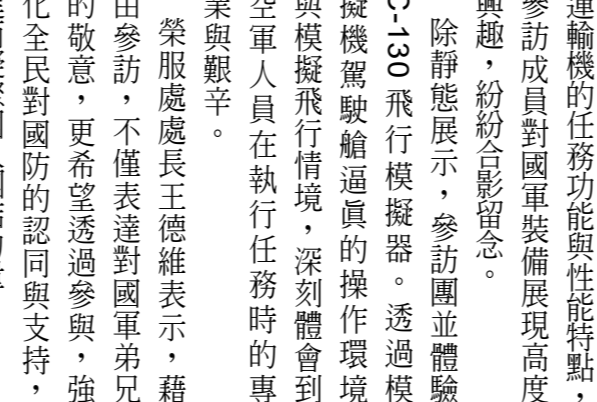 運輸機的任務功能與性能特點，
參訪成員對國軍裝備展現高度
興趣，紛紛合影留念。
除靜態展示，參訪團並體驗
C-130飛行模擬器。透過模
擬機駕駛艙逼真的操作環境
與模擬飛行情境，深刻體會到
空軍人員在執行任務時的專
業與艱辛。
榮服處處長王德維表示，藉
由參訪，不僅表達對國軍弟兄
的敬意，更希望透過參與，強
化全民對國防的認同與支持，